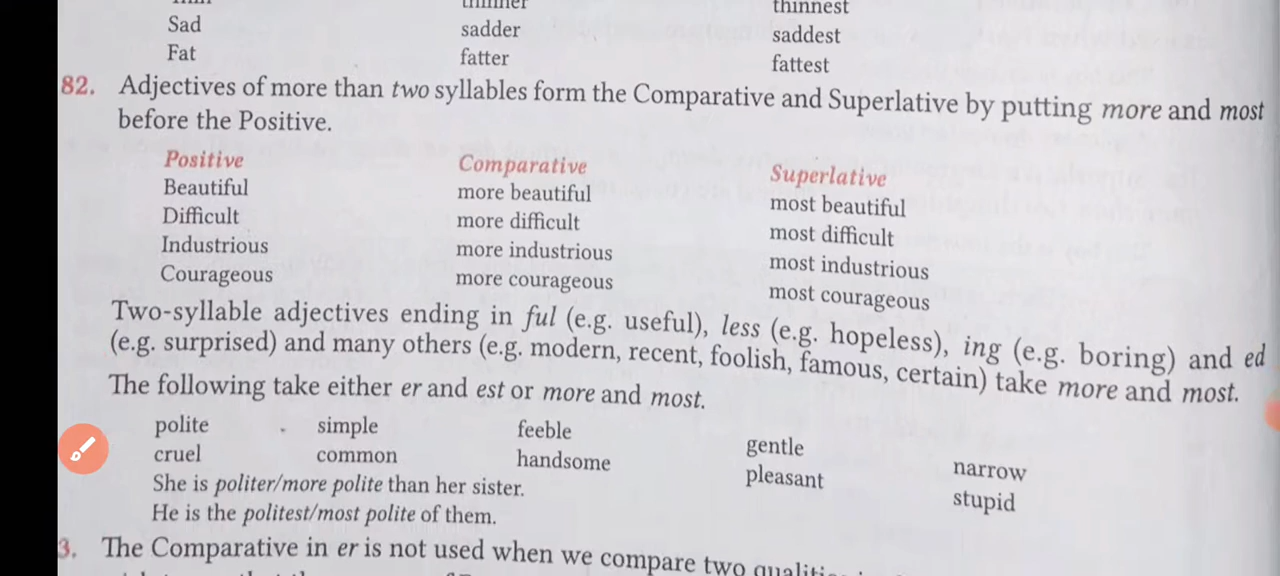 thinner
thinnest
Sad sadder saddest
Fat fatter fattest
82. Adjectives of more than two syllables form the Comparative and Superlative by putting more and most
before the Positive.
Positive Comparative Superlative
Beautiful more beautiful most beautiful
Difficult more difficult most difficult
Industrious more industrious most industrious
Courageous more courageous most courageous
Two-syllable adjectives ending in ful (e.g. useful), less (e.g. hopeless), ing (e.g. boring) and ed
(e.g. surprised) and many others (e.g. modern, recent, foolish, famous, certain) take more and most.
The following take either er and est or more and most.
polite simple feeble gentle narrow
cruel common handsome pleasant stupid
She is politer/more polite than her sister.
He is the politest/most polite of them.
3. The Comparative in er is not used when we compare two